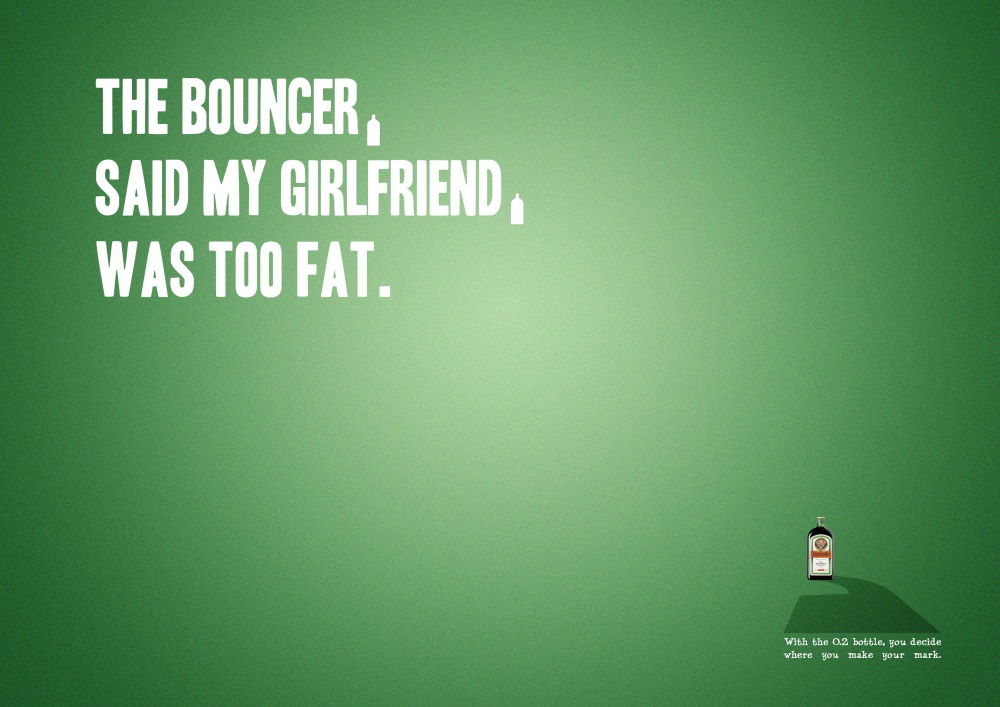 THE BOUNCER
SAID MY GIRLFRIEND
WAS TOO FAT.
With the 0.2 bottle, you decide
where you make your mark.